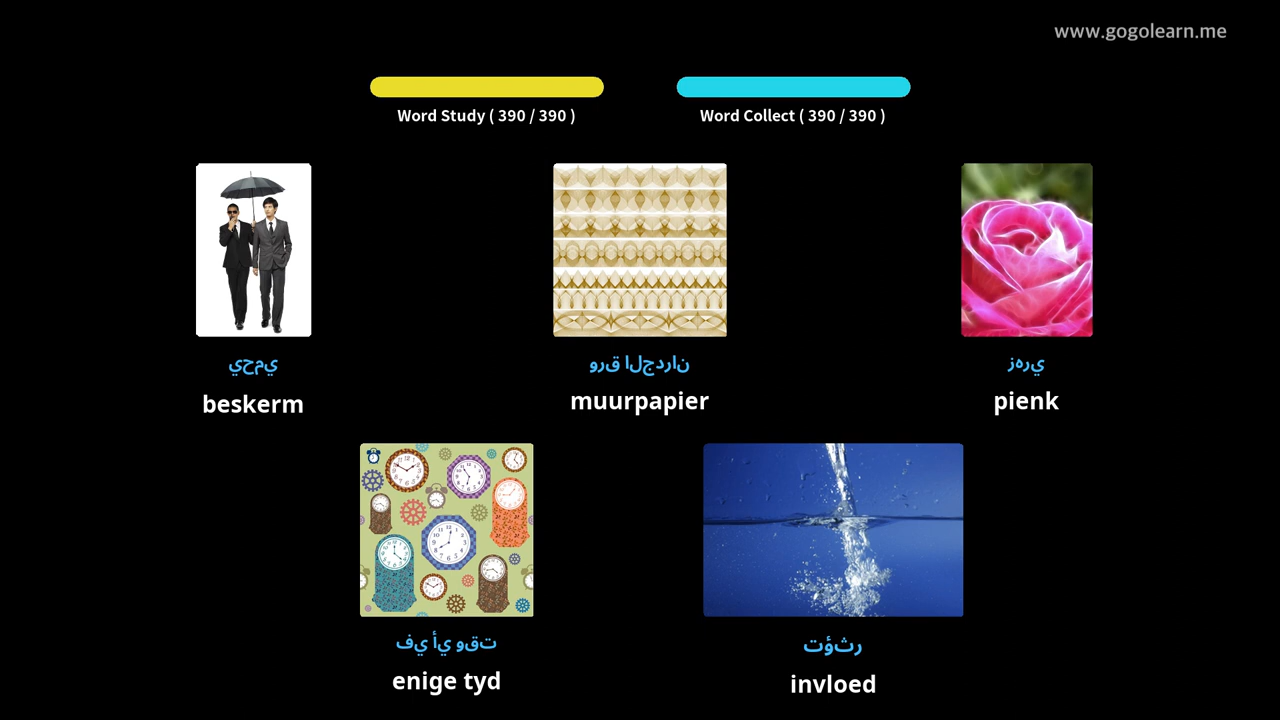 www.gogolearn.me
Word Study ( 390 / 390 )
Word Collect ( 390 / 390 )
يحمي
ورق الجدران
زهري
beskerm
muurpapier
pienk
في أي وقت
تؤثر
enige tyd
invloed